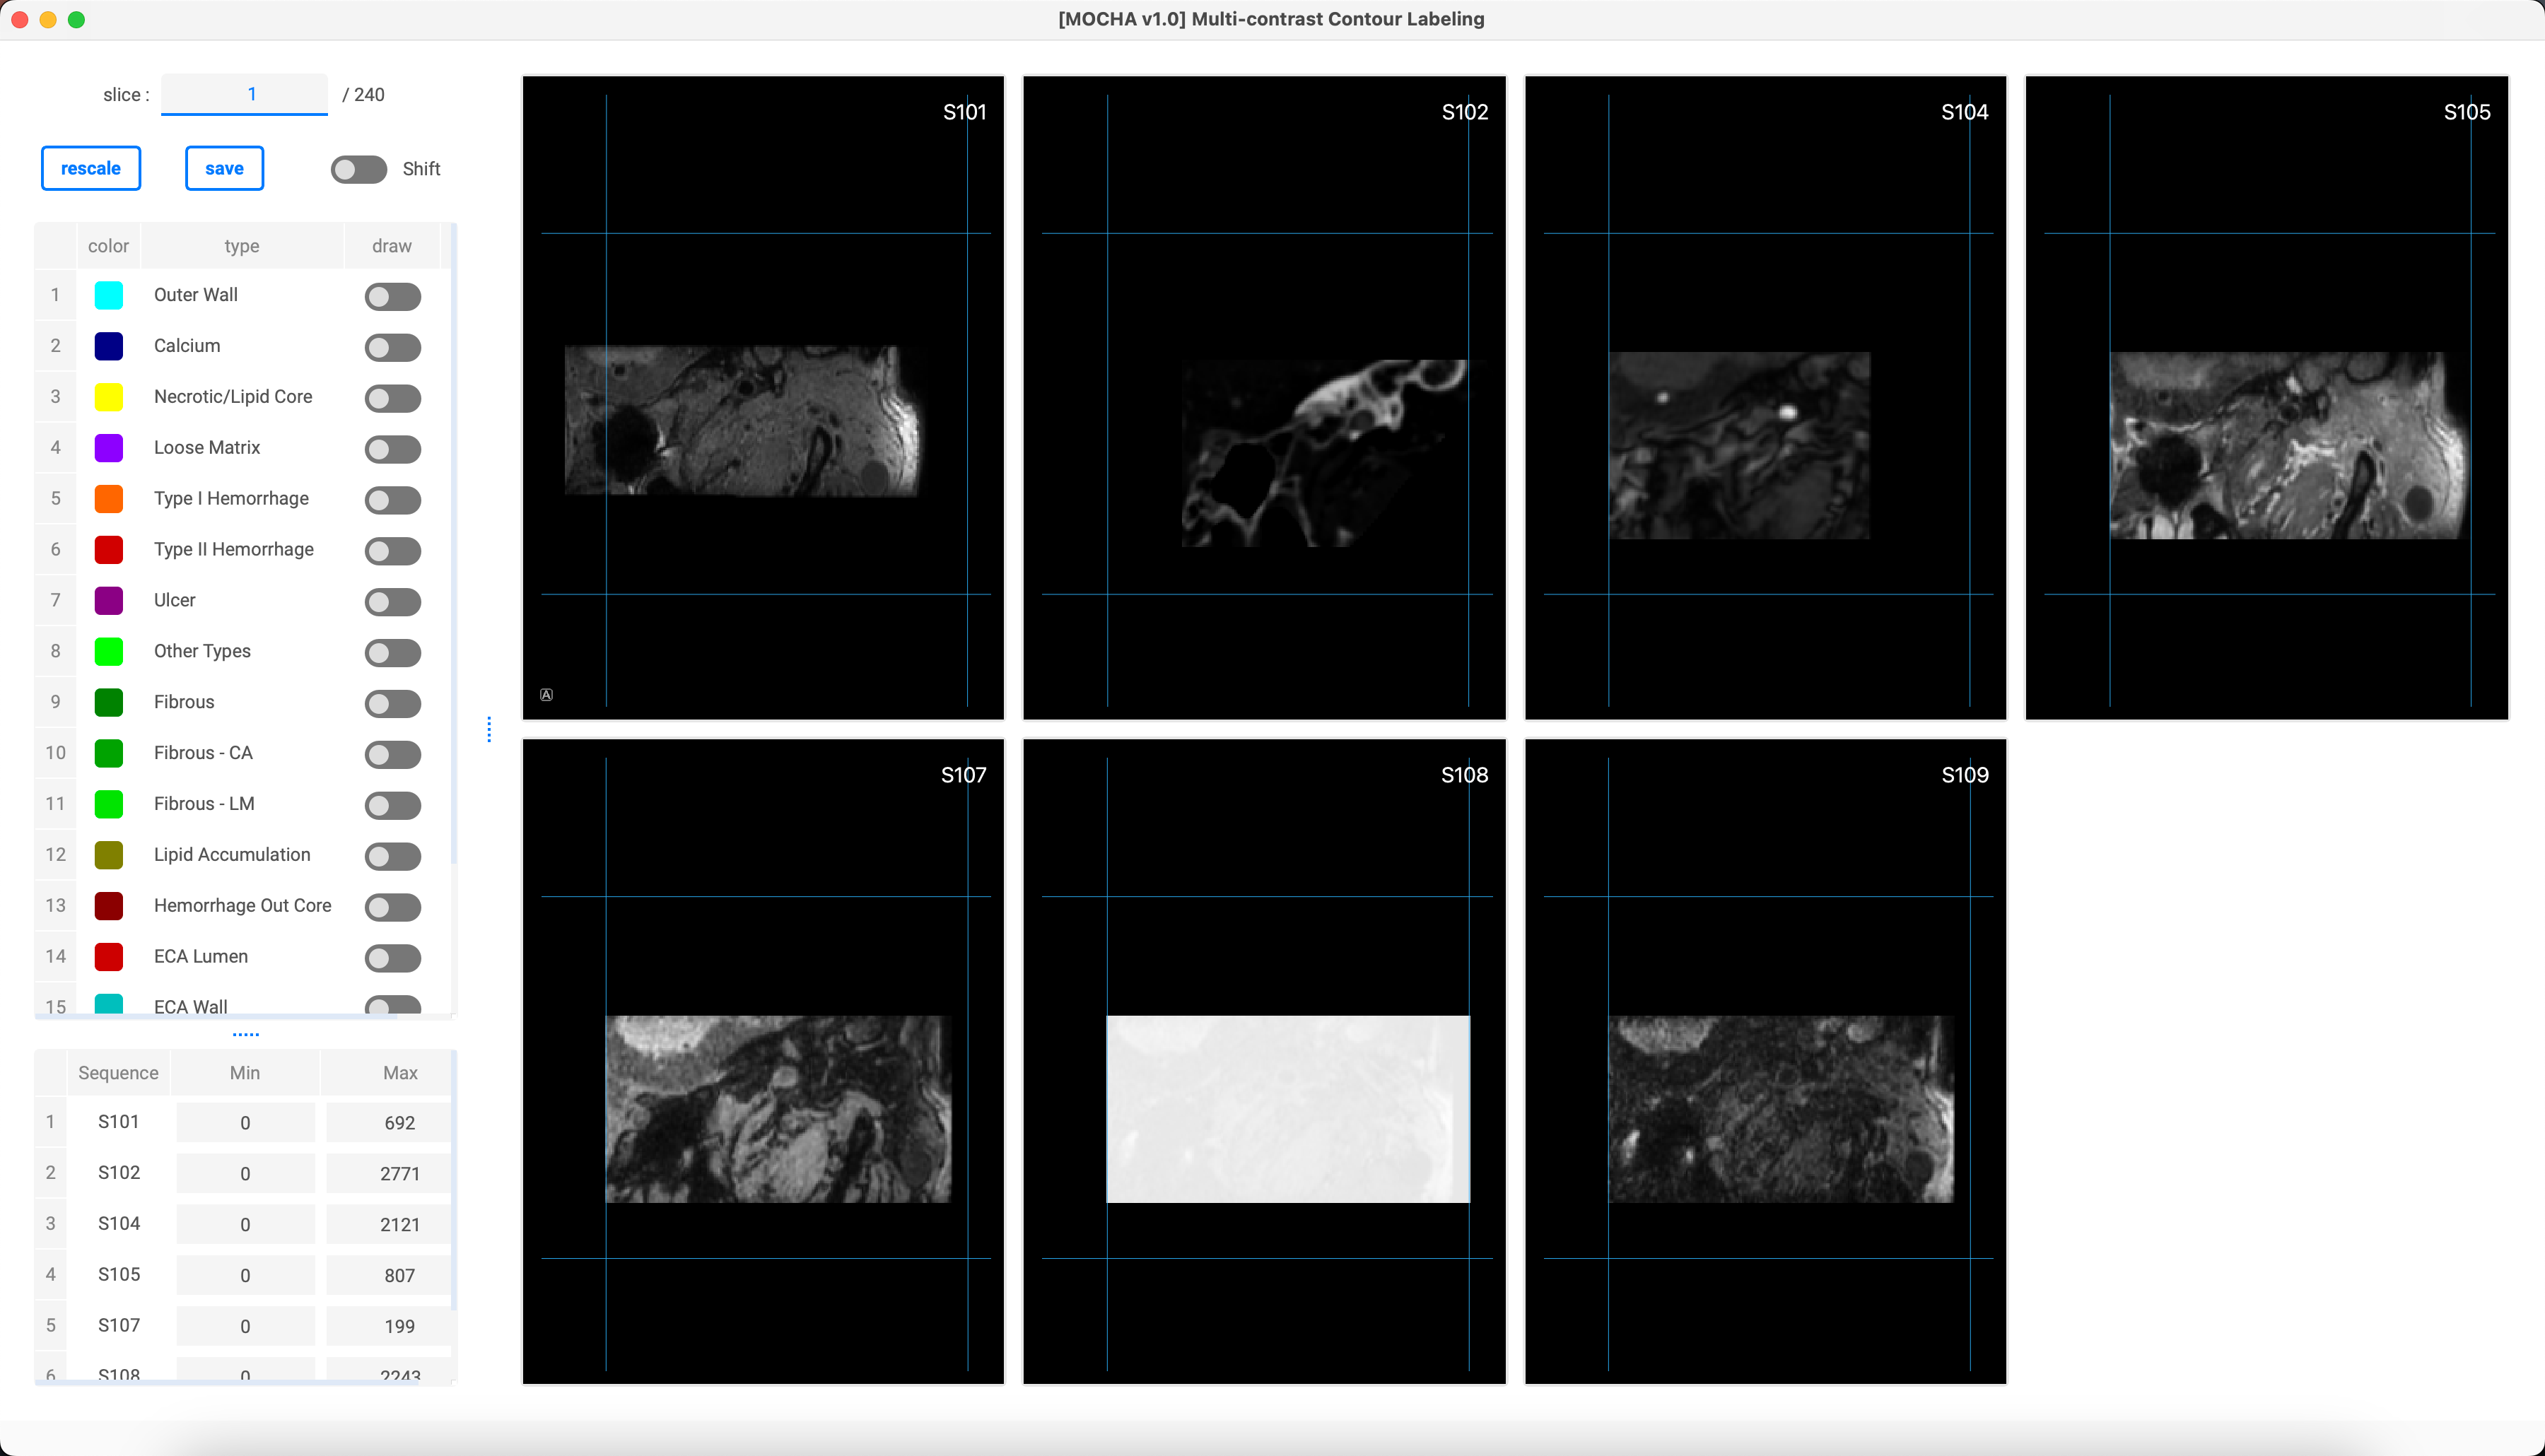 [MOCHA v1.0] Multi-contrast Contour Labeling
slice : 1 / 240
rescale save Shift
color type draw
1 Outer Wall
2 Calcium
3 Necrotic/Lipid Core
4 Loose Matrix
5 Type I Hemorrhage
6 Type II Hemorrhage
7 Ulcer
8 Other Types
9 Fibrous
10 Fibrous - CA
11 Fibrous - LM
12 Lipid Accumulation
13 Hemorrhage Out Core
14 ECA Lumen
15 ECA Wall
Sequence Min Max
1 S101 0 692
2 S102 0 2771
3 S104 0 2121
4 S105 0 807
5 S107 0 199
6 S108 0 2243
S101
A
S102
S104
S105
S107
S108
S109